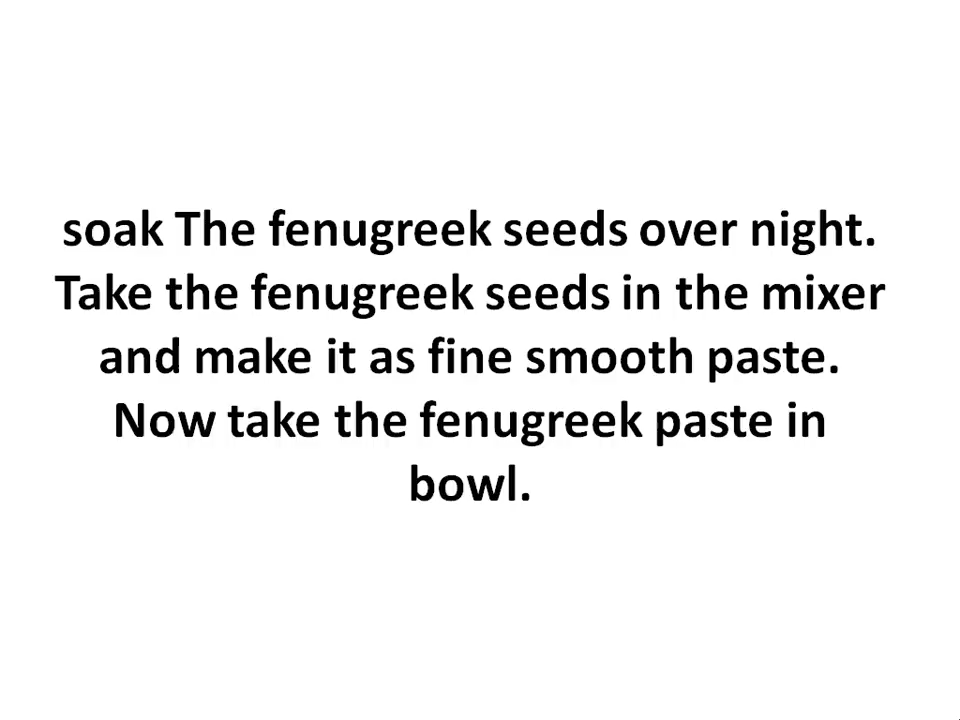 soak The fenugreek seeds over night.
Take the fenugreek seeds in the mixer
and make it as fine smooth paste.
Now take the fenugreek paste in
bowl.